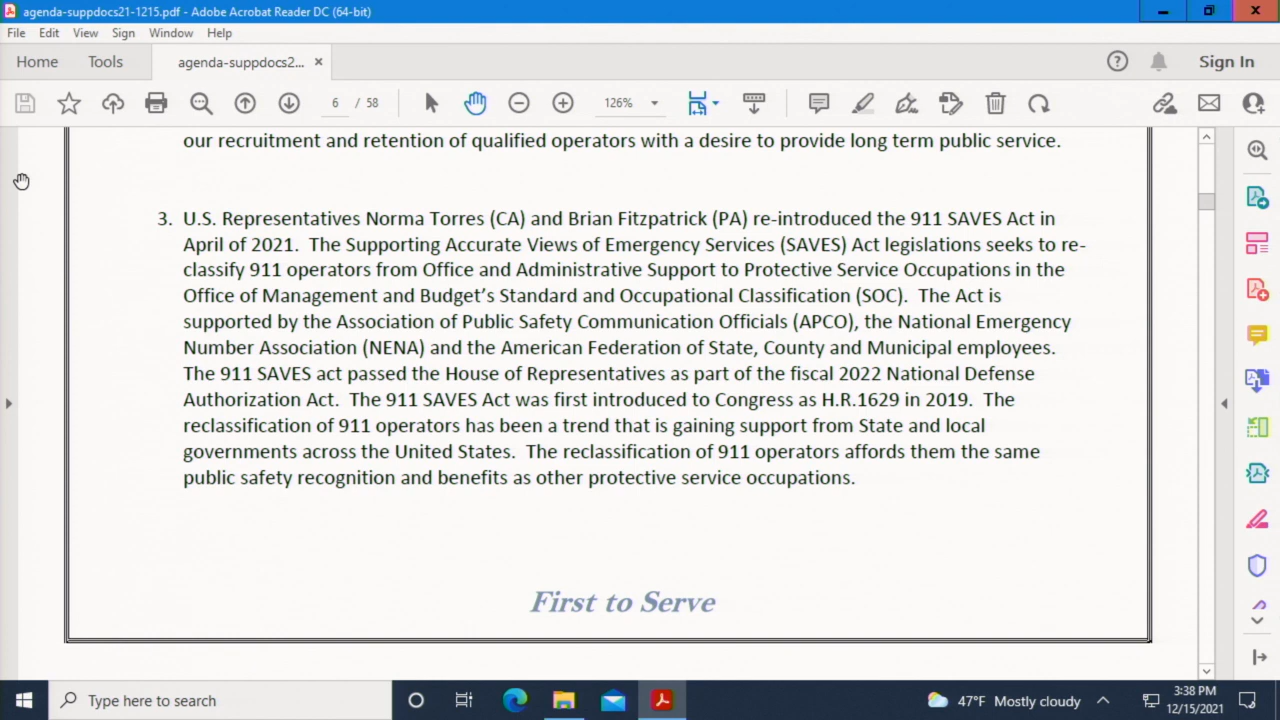 agenda-suppdocs21-1215.pdf - Adobe Acrobat Reader DC (64-bit)
File Edit View Sign Window Help
Home Tools agenda-suppdocs2... × Sign In
6 / 58 126%
our recruitment and retention of qualified operators with a desire to provide long term public service.
3. U.S. Representatives Norma Torres (CA) and Brian Fitzpatrick (PA) re-introduced the 911 SAVES Act in
April of 2021. The Supporting Accurate Views of Emergency Services (SAVES) Act legislations seeks to re-
classify 911 operators from Office and Administrative Support to Protective Service Occupations in the
Office of Management and Budget's Standard and Occupational Classification (SOC). The Act is
supported by the Association of Public Safety Communication Officials (APCO), the National Emergency
Number Association (NENA) and the American Federation of State, County and Municipal employees.
The 911 SAVES act passed the House of Representatives as part of the fiscal 2022 National Defense
Authorization Act. The 911 SAVES Act was first introduced to Congress as H.R.1629 in 2019. The
reclassification of 911 operators has been a trend that is gaining support from State and local
governments across the United States. The reclassification of 911 operators affords them the same
public safety recognition and benefits as other protective service occupations.
First to Serve
Type here to search 47°F Mostly cloudy 3:38 PM
12/15/2021